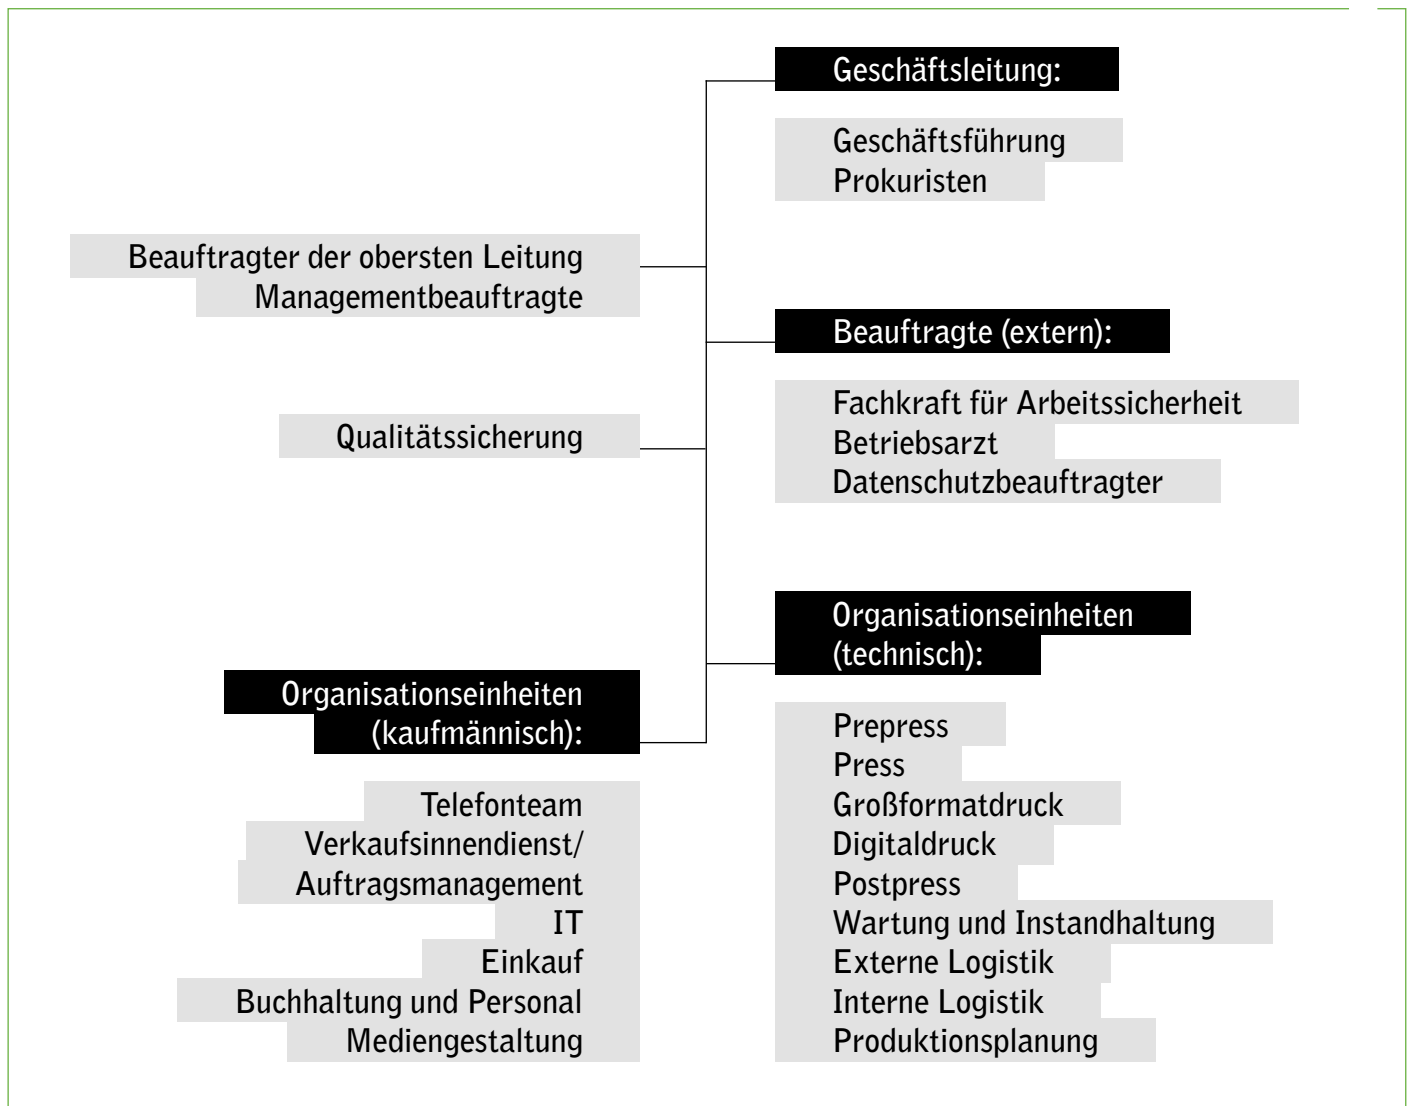 Geschäftsleitung:
Geschäftsführung
Prokuristen
Beauftragter der obersten Leitung
Managementbeauftragte
Beauftragte (extern):
Fachkraft für Arbeitssicherheit
Betriebsarzt
Datenschutzbeauftragter
Qualitätssicherung
Organisationseinheiten
(technisch):
Prepress
Press
Großformatdruck
Digitaldruck
Postpress
Wartung und Instandhaltung
Externe Logistik
Interne Logistik
Produktionsplanung
Organisationseinheiten
(kaufmännisch):
Telefonteam
Verkaufsinnendienst/
Auftragsmanagement
IT
Einkauf
Buchhaltung und Personal
Mediengestaltung